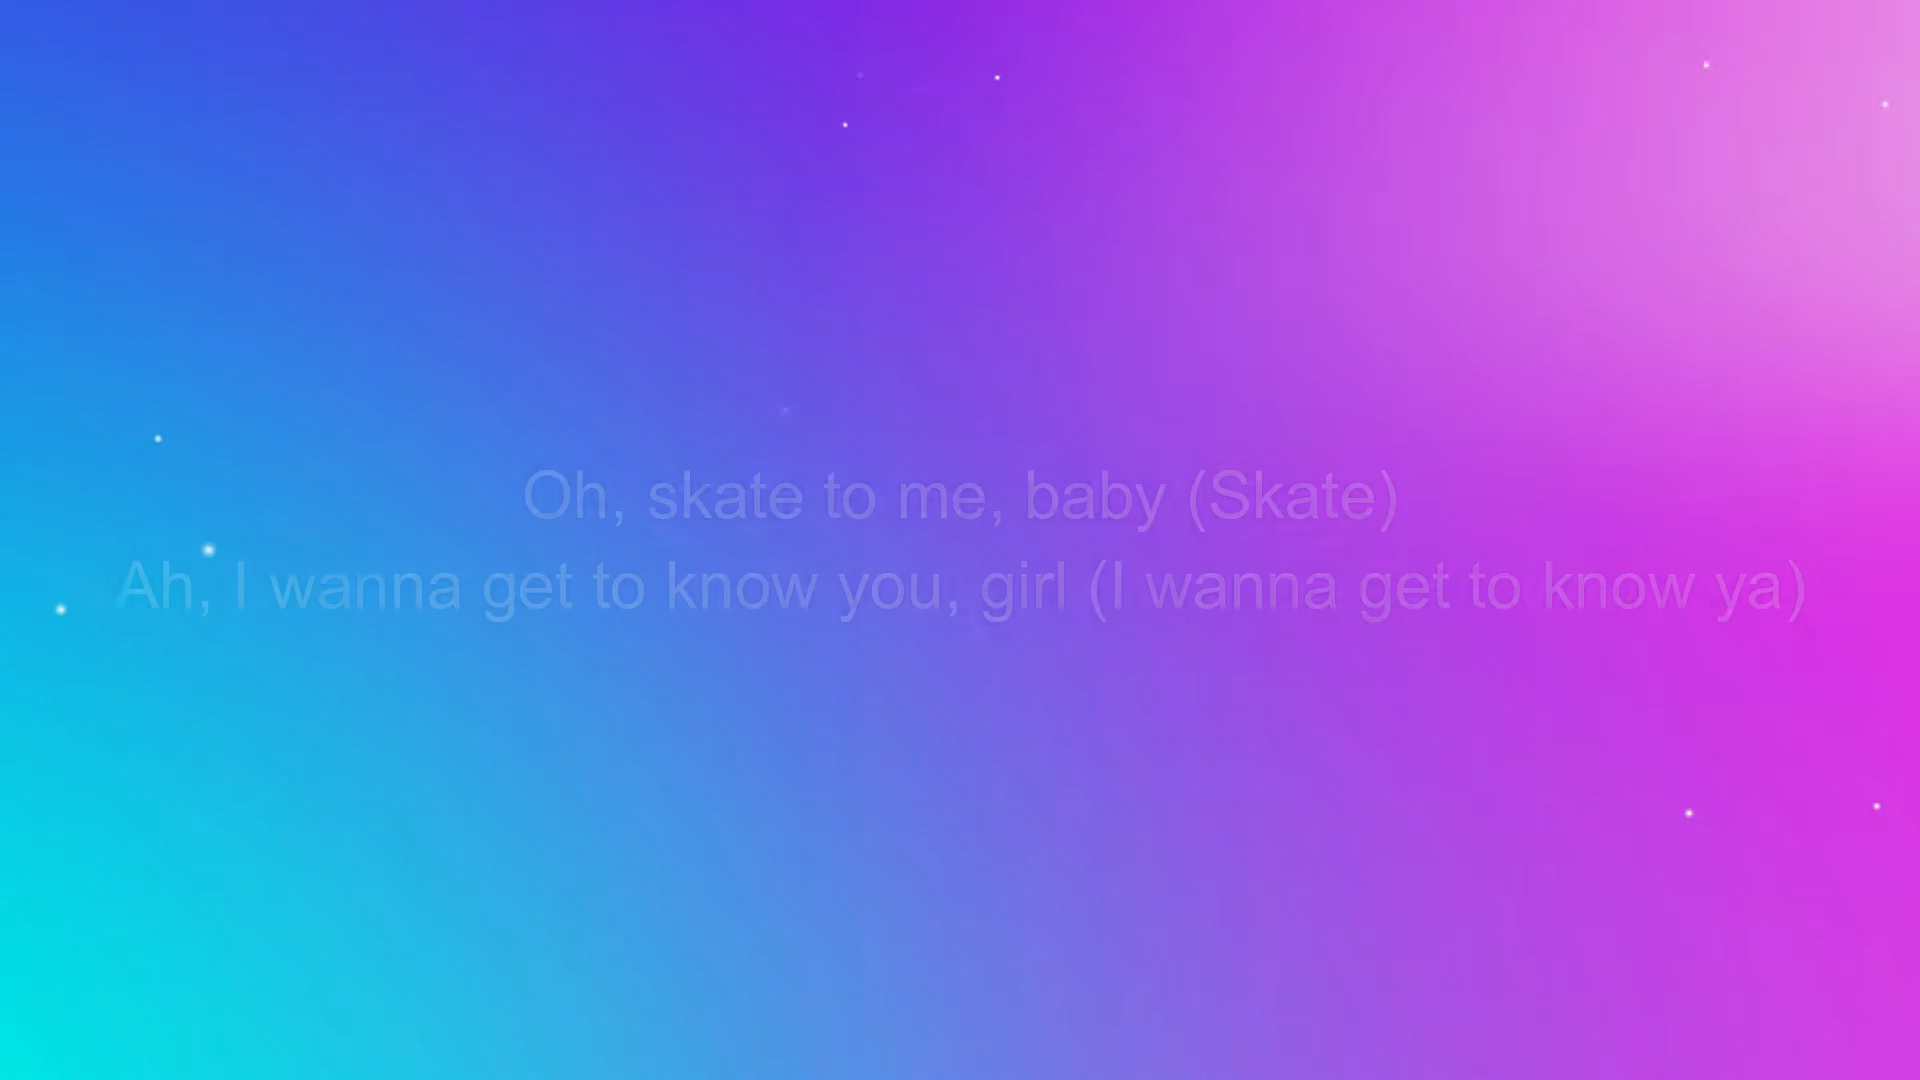 Oh, skate to me, baby (Skate)
Ah, I wanna get to know you, girl (I wanna get to know ya)